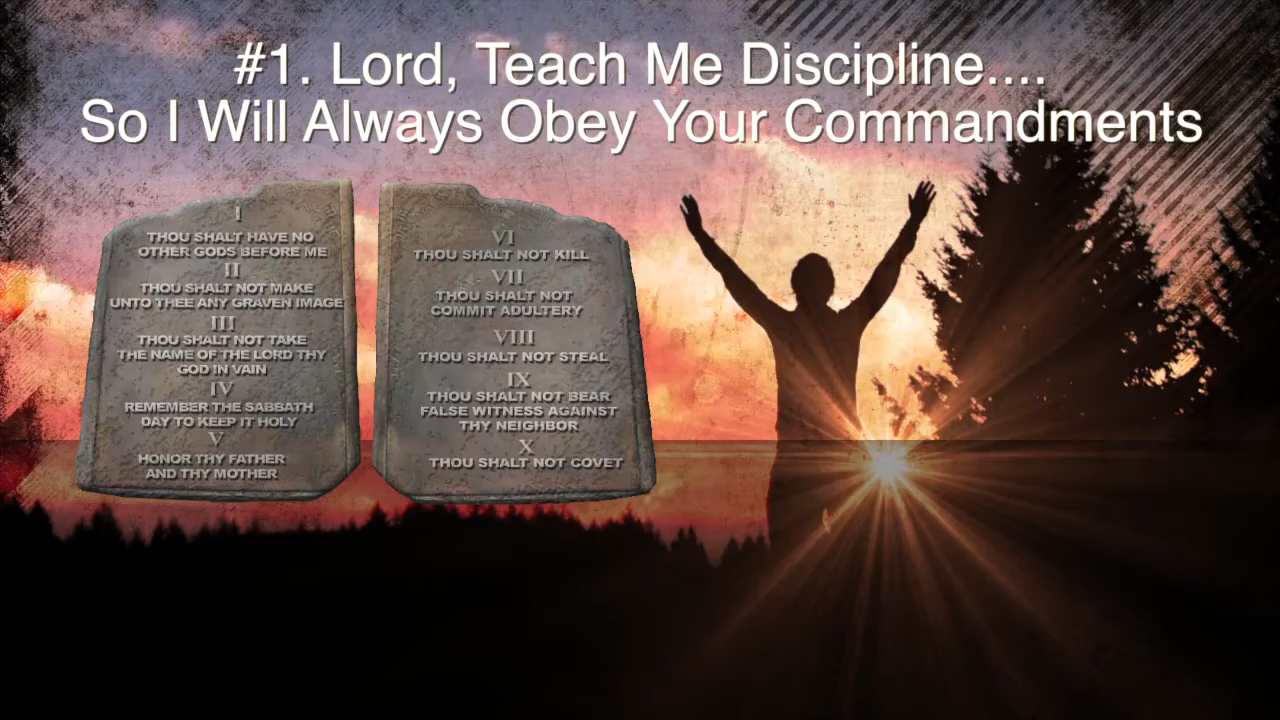 #1. Lord, Teach Me Discipline....
So I Will Always Obey Your Commandments
I
THOU SHALT HAVE NO
OTHER GODS BEFORE ME
II
THOU SHALT NOT MAKE
UNTO THEE ANY GRAVEN IMAGE
III
THOU SHALT NOT TAKE
THE NAME OF THE LORD THY
GOD IN VAIN
IV
REMEMBER THE SABBATH
DAY TO KEEP IT HOLY
V
HONOR THY FATHER
AND THY MOTHER
VI
THOU SHALT NOT KILL
VII
THOU SHALT NOT
COMMIT ADULTERY
VIII
THOU SHALT NOT STEAL
IX
THOU SHALT NOT BEAR
FALSE WITNESS AGAINST
THY NEIGHBOR
X
THOU SHALT NOT COVET